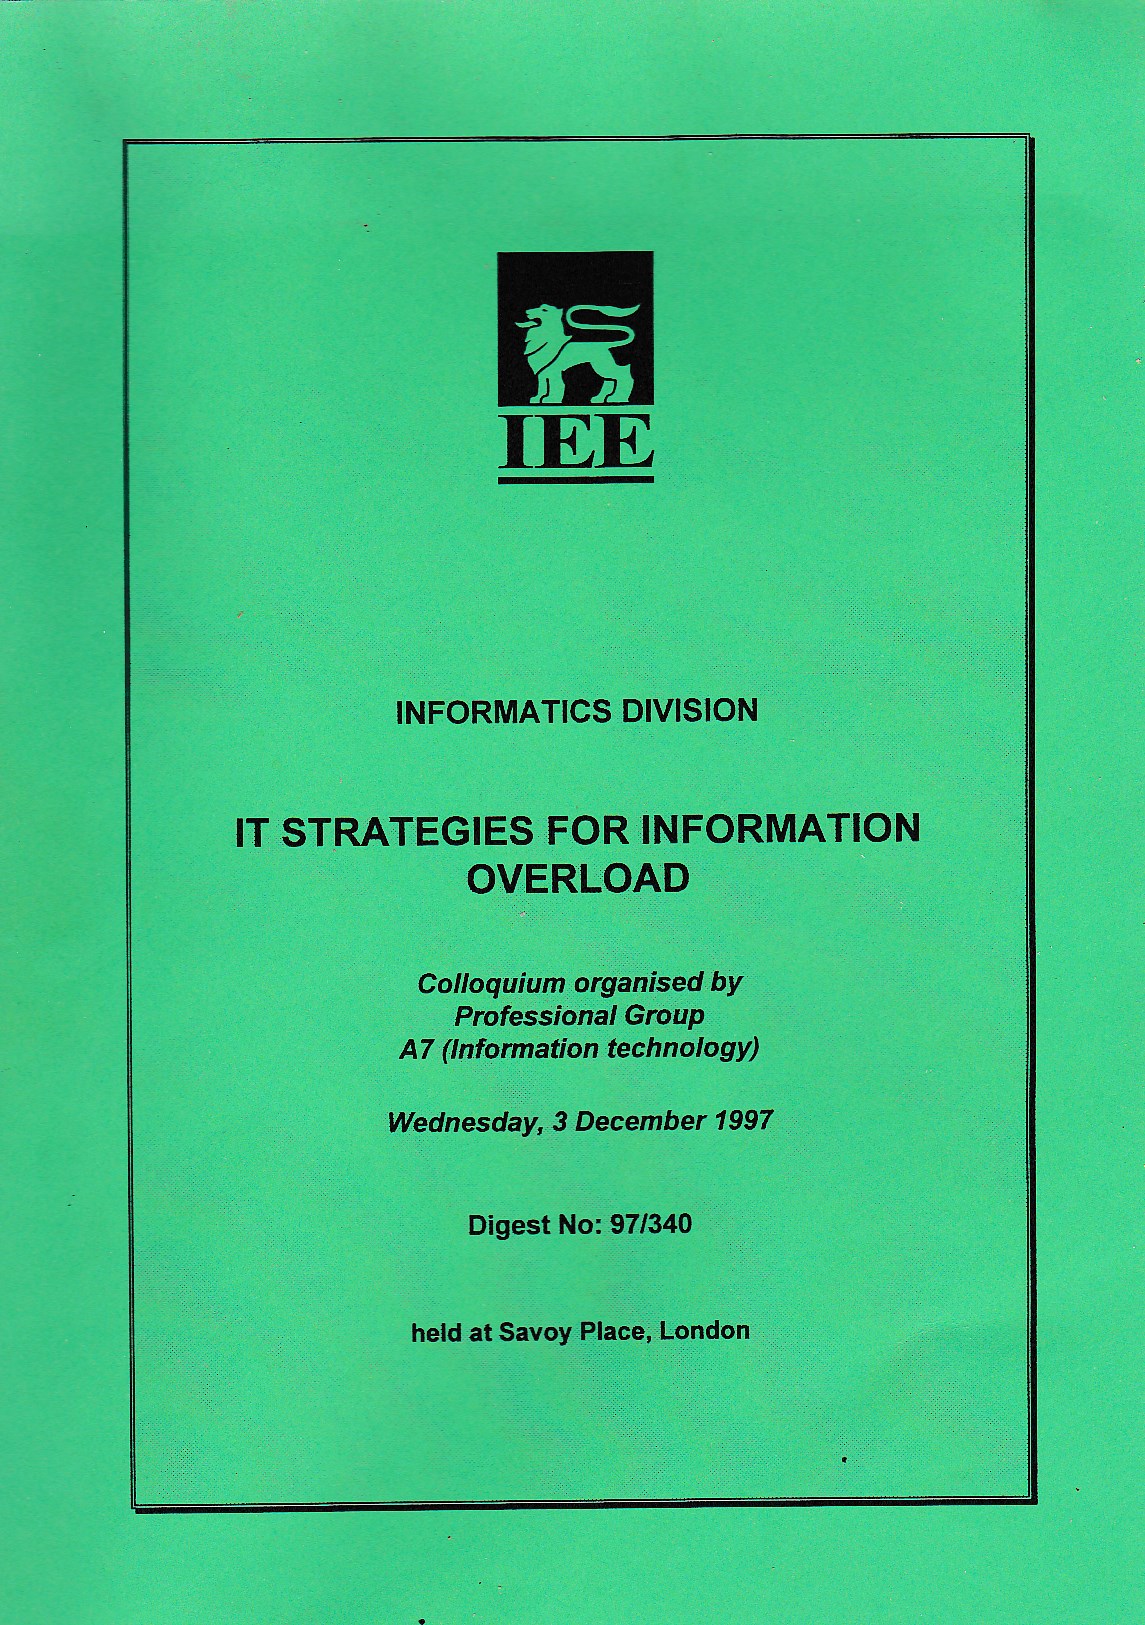 IEE
INFORMATICS DIVISION
IT STRATEGIES FOR INFORMATION
OVERLOAD
Colloquium organised by
Professional Group
A7 (Information technology)
Wednesday, 3 December 1997
Digest No: 97/340
held at Savoy Place, London